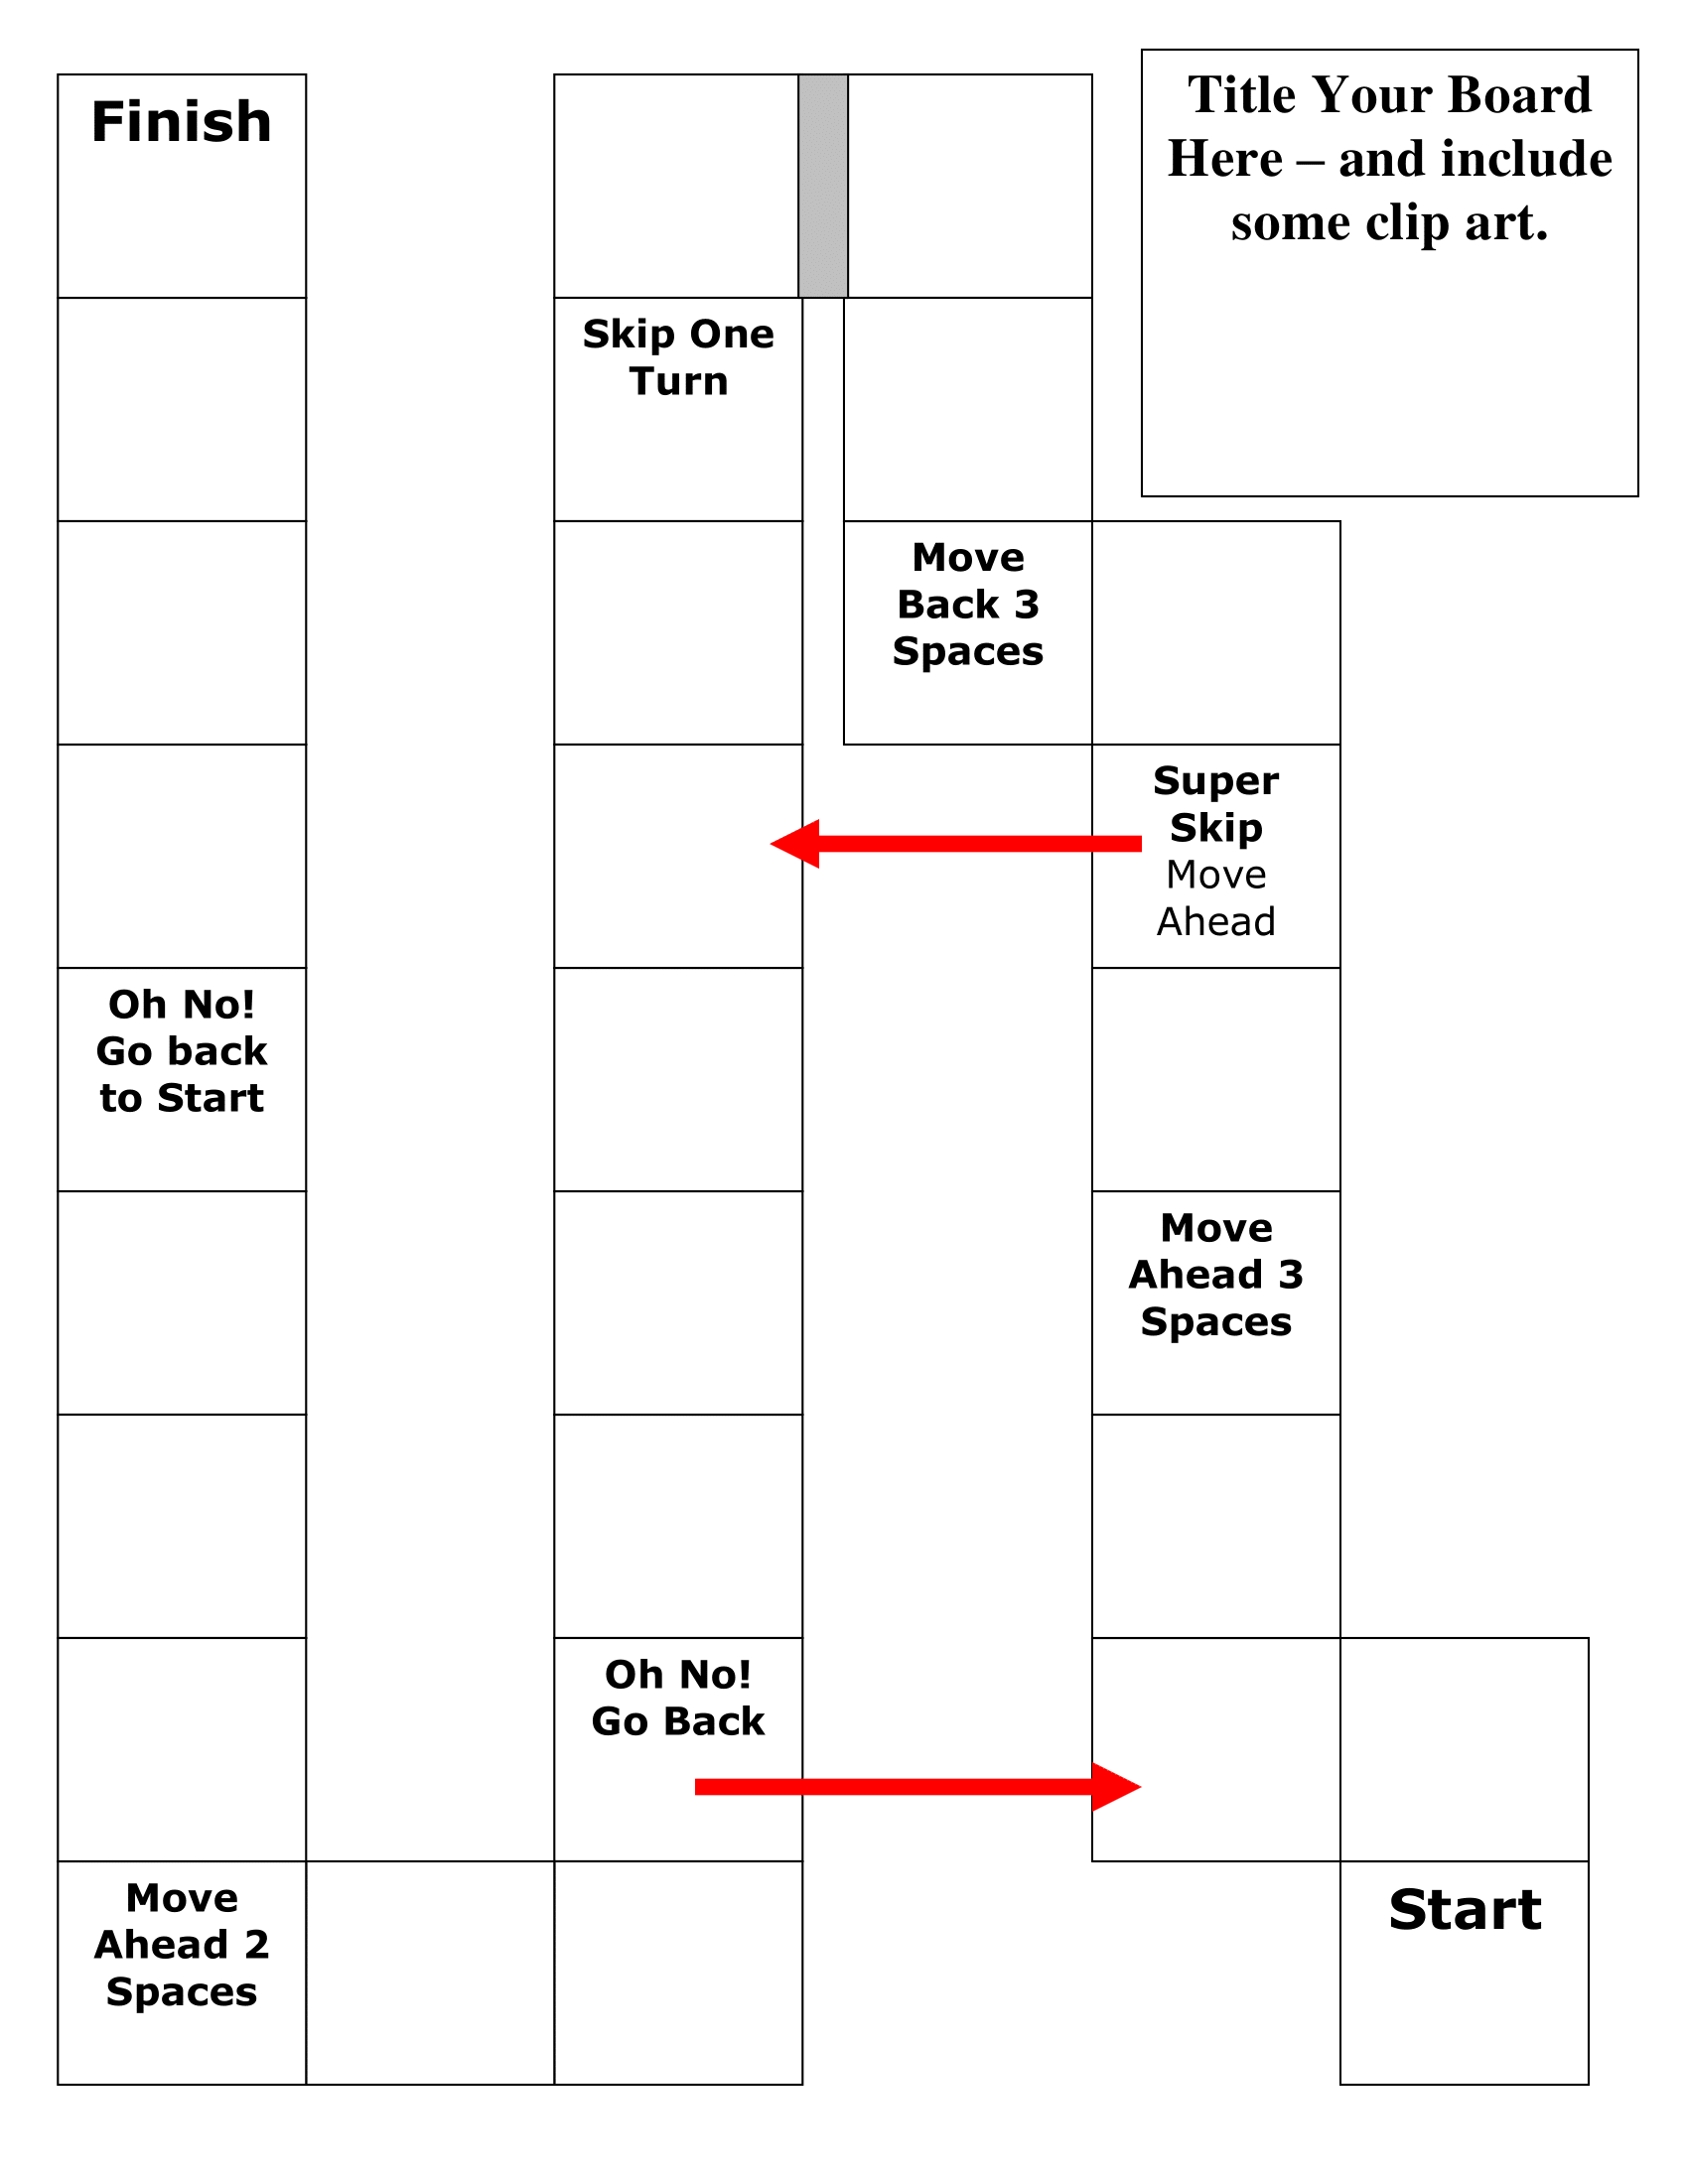 Finish
Title Your Board
Here – and include
some clip art.
Skip One
Turn
Move
Back 3
Spaces
Super
Skip
Move
Ahead
Oh No!
Go back
to Start
Move
Ahead 3
Spaces
Oh No!
Go Back
Move
Ahead 2
Spaces
Start